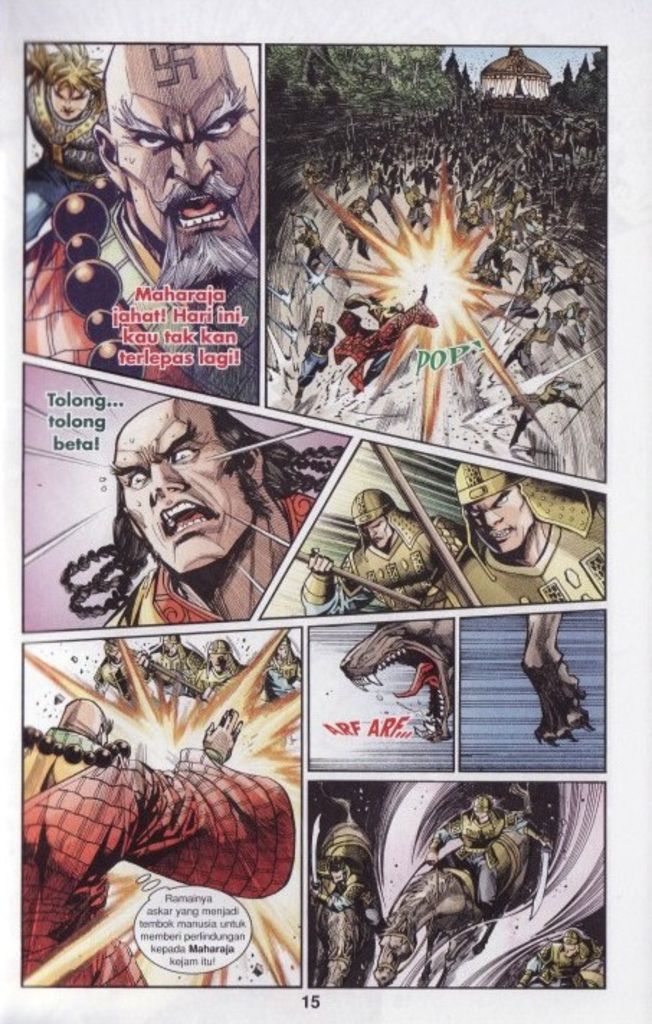 Maharaja
jahat! Hari ini,
kau tak kan
terlepas lagi!
POP!
Tolong...
tolong
beta!
ARF ARF...
Ramainya
askar yang menjadi
tembok manusia untuk
memberi perlindungan
kepada Maharaja
kejam itu!
15